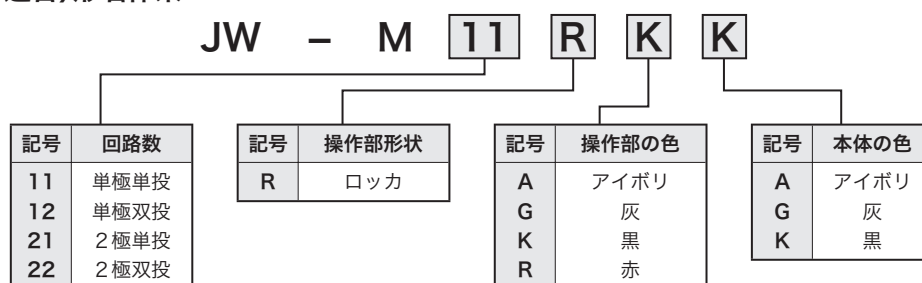 JW – M 11 R K K
記号 回路数
11 単極単投
12 単極双投
21 2極単投
22 2極双投
記号 操作部形状
R ロッカ
記号 操作部の色
A アイボリ
G 灰
K 黒
R 赤
記号 本体の色
A アイボリ
G 灰
K 黒